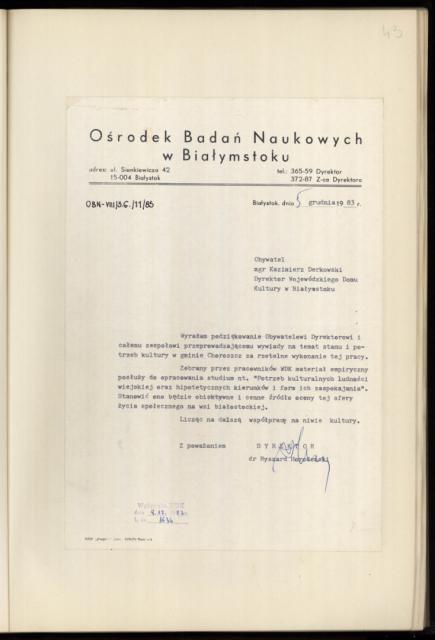 43
Ośrodek Badań Naukowych
w Białymstoku
adres: ul. Sienkiewicza 42 tel.: 365-59 Dyrektor
15-004 Białystok 372-87 Z-ca Dyrektora
OBN-VIII/3.6./11/83 Białystok, dnia 5 grudnia 19 83 r.
Obywatel
mgr Kazimierz Derkowski
Dyrektor Wojewódzkiego Domu
Kultury w Białymstoku
Wyrażam podziękowanie Obywatelowi Dyrektorowi i
całemu zespołowi przeprowadzającemu wywiady na temat stanu i po-
trzeb kultury w gminie Choroszcz za rzetelne wykonanie tej pracy.
Zebrany przez pracowników WDK materiał empiryczny
posłuży do opracowania studium nt. "Potrzeb kulturalnych ludności
wiejskiej oraz hipotetycznych kierunków i form ich zaspokajania".
Stanowić ono będzie obiektywne i cenne źródło oceny tej sfery
życia społecznego na wsi białostockiej.
Licząc na dalszą współpracę na niwie kultury.
Z poważaniem DYREKTOR
dr Ryszard
WDK
dnia